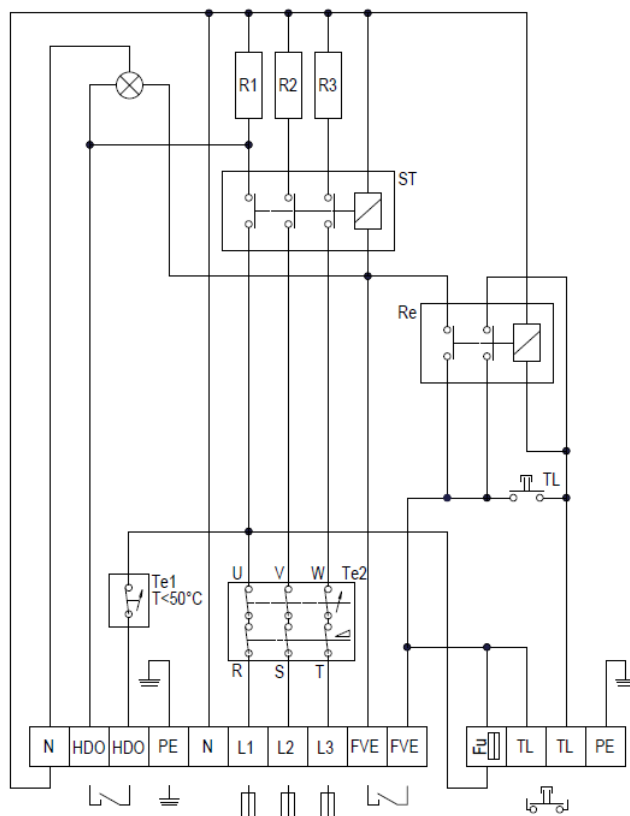 R1 R2 R3
ST
Re
TL
Te1
T<50°C
U V W Te2
R S T
N HDO HDO PE N L1 L2 L3 FVE FVE Fu TL TL PE